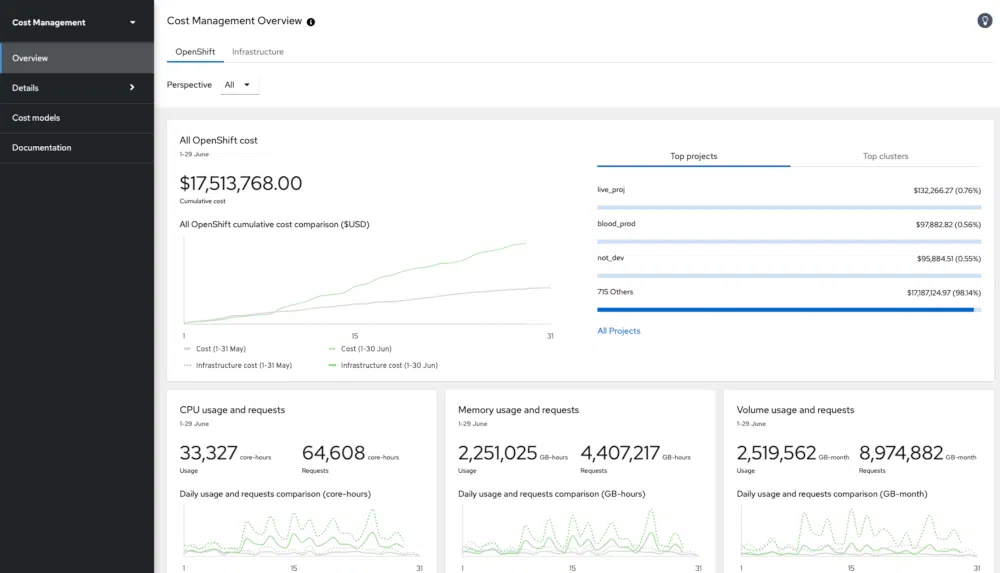 Cost Management
Overview
Details
Cost models
Documentation
Cost Management Overview
OpenShift Infrastructure
Perspective All
All OpenShift cost
1-29 June
$17,513,768.00
Cumulative cost
All OpenShift cumulative cost comparison ($USD)
1 15 31
Cost (1-31 May) Cost (1-30 Jun)
Infrastructure cost (1-31 May) Infrastructure cost (1-30 Jun)
Top projects Top clusters
live_proj $132,266.27 (0.76%)
blood_prod $97,882.82 (0.56%)
not_dev $95,884.51 (0.55%)
715 Others $17,187,124.97 (98.14%)
All Projects
CPU usage and requests
1-29 June
33,327 core-hours 64,608 core-hours
Usage Requests
Daily usage and requests comparison (core-hours)
1 15 31
Memory usage and requests
1-29 June
2,251,025 GB-hours 4,407,217 GB-hours
Usage Requests
Daily usage and requests comparison (GB-hours)
1 15 31
Volume usage and requests
1-29 June
2,519,562 GB-month 8,974,882 GB-month
Usage Requests
Daily usage and requests comparison (GB-month)
1 15 31